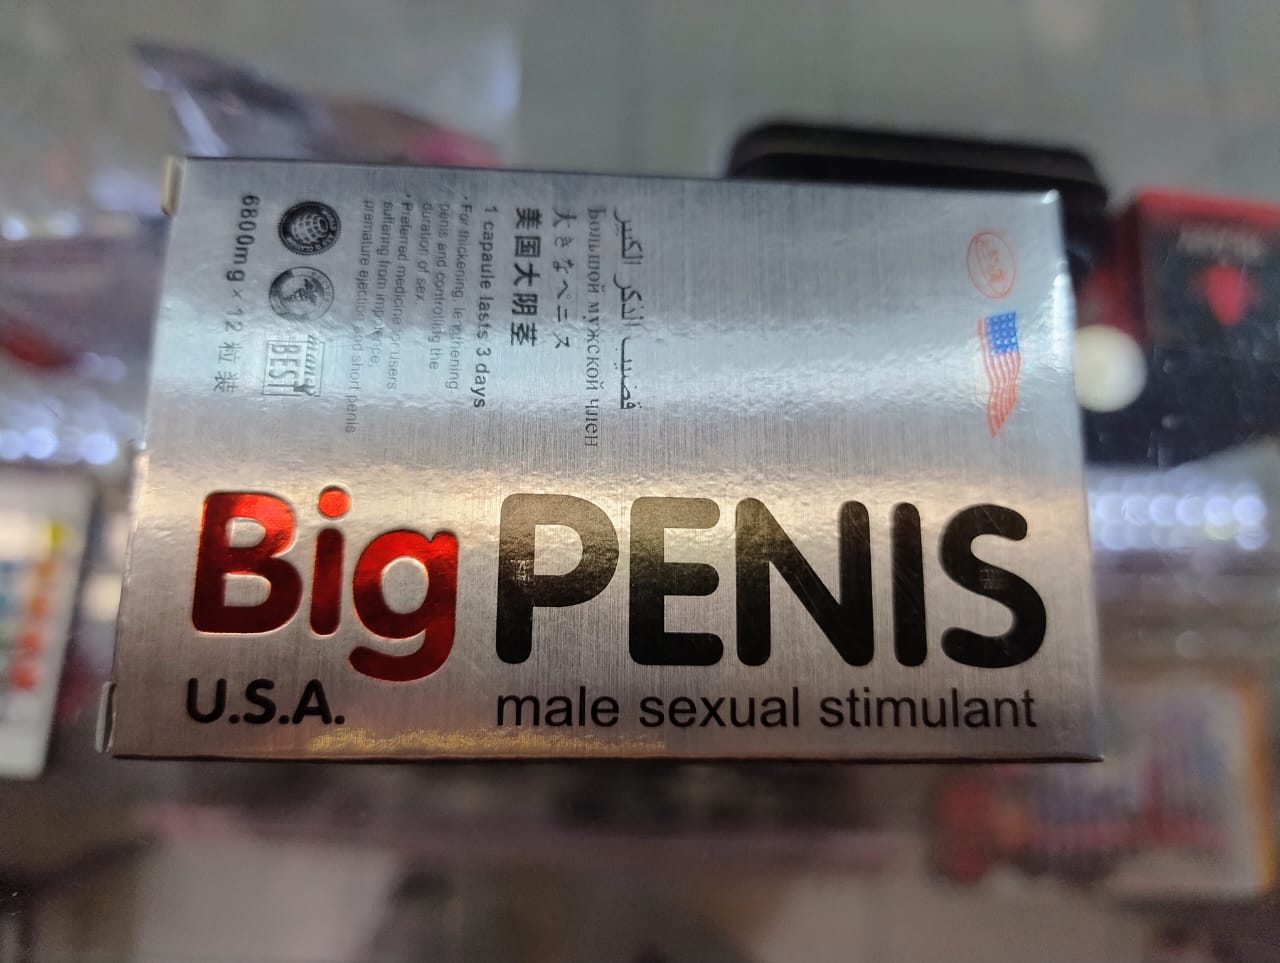 Big PENIS
U.S.A. male sexual stimulant
قضيب الذكر الكبير
Большой мужской член
大きなペニス
美国大阴茎
1 capaule lasts 3 days
·For thickening, lengthening
penis and controlling the
duration of sex.
*Preferred medicine for users
suffering from impotence,
premature ejection and short penis
BEST
6800mg×12粒装